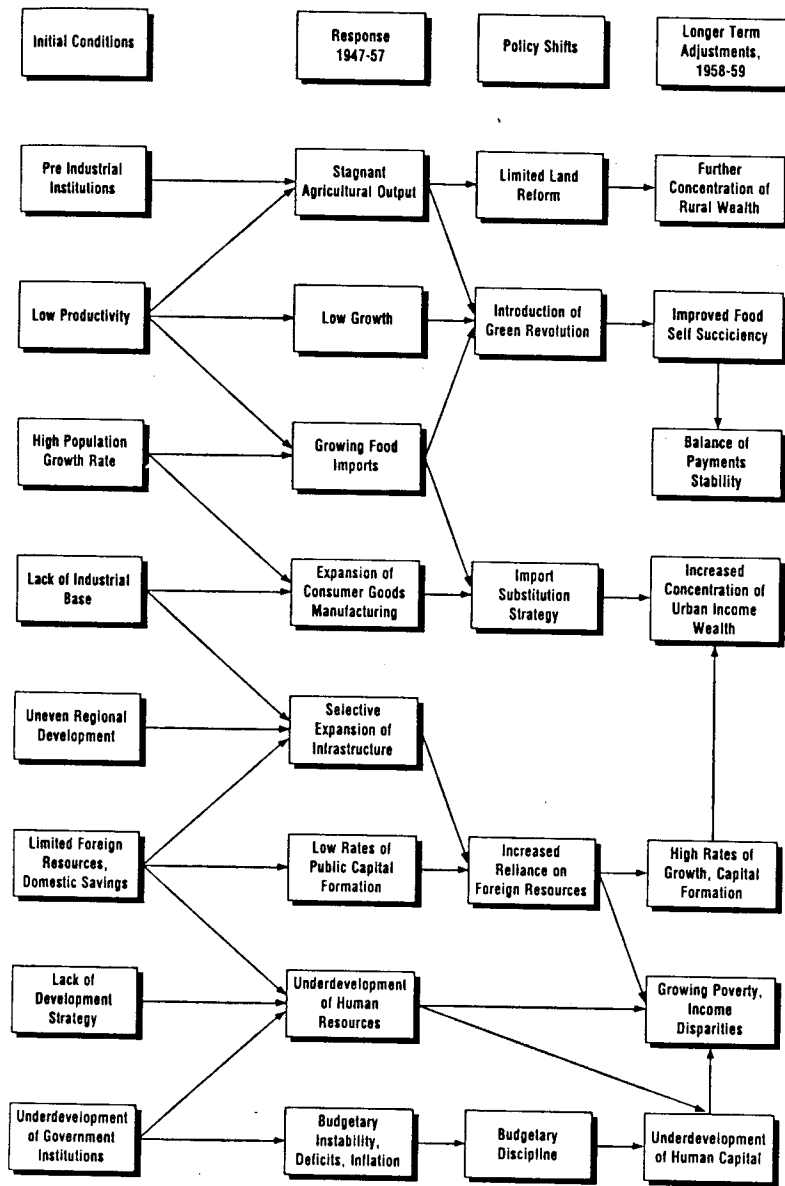 Initial Conditions
Response
1947-57
Policy Shifts
Longer Term
Adjustments,
1958-59
Pre Industrial
Institutions
Stagnant
Agricultural Output
Limited Land
Reform
Further
Concentration of
Rural Wealth
Low Productivity
Low Growth
Introduction of
Green Revolution
Improved Food
Self Succiciency
High Population
Growth Rate
Growing Food
Imports
Balance of
Payments
Stability
Lack of Industrial
Base
Expansion of
Consumer Goods
Manufacturing
Import
Substitution
Strategy
Increased
Concentration of
Urban Income
Wealth
Uneven Regional
Development
Selective
Expansion of
Infrastructure
Limited Foreign
Resources,
Domestic Savings
Low Rates of
Public Capital
Formation
Increased
Reliance on
Foreign Resources
High Rates of
Growth, Capital
Formation
Lack of
Development
Strategy
Underdevelopment
of Human
Resources
Growing Poverty,
Income
Disparities
Underdevelopment
of Government
Institutions
Budgetary
Instability,
Deficits, Inflation
Budgetary
Discipline
Underdevelopment
of Human Capital